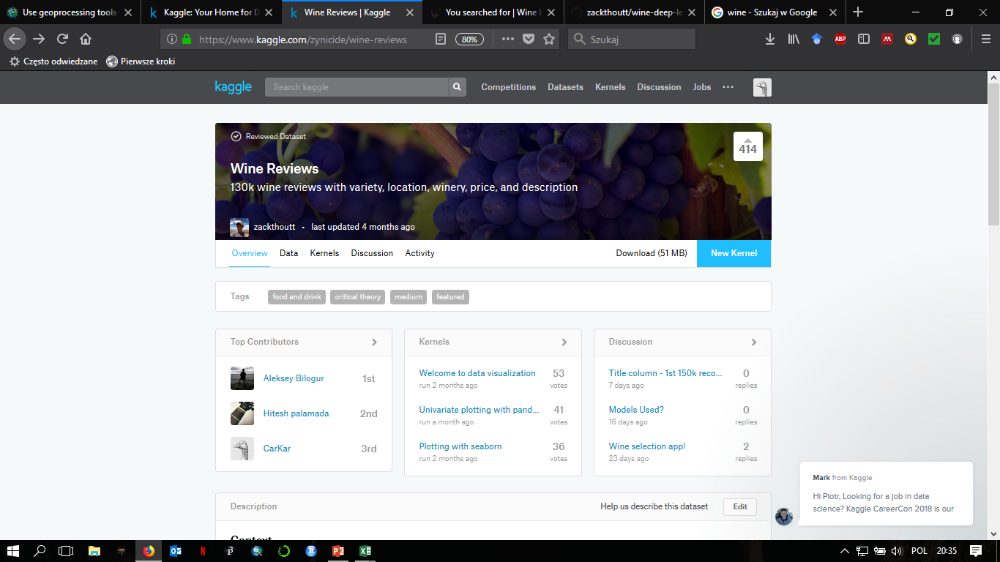 Use geoprocessing tools-
Kaggle: Your Home for D
Wine Reviews | Kaggle
You searched for | Wine E
zackthoutt/wine-deep-le
wine - Szukaj w Google
https://www.kaggle.com/zynicide/wine-reviews
80%
Szukaj
ABP
Często odwiedzane
Pierwsze kroki
kaggle
Search kaggle
Competitions
Datasets
Kernels
Discussion
Jobs
Reviewed Dataset
414
Wine Reviews
130k wine reviews with variety, location, winery, price, and description
zackthoutt • last updated 4 months ago
Overview
Data
Kernels
Discussion
Activity
Download (51 MB)
New Kernel
Tags
food and drink
critical theory
medium
featured
Top Contributors
Aleksey Bilogur 1st
Hitesh palamada 2nd
CarKar 3rd
Kernels
Welcome to data visualization 53
run 2 months ago votes
Univariate plotting with pand... 41
run a month ago votes
Plotting with seaborn 36
run 2 months ago votes
Discussion
Title column - 1st 150k reco... 0
7 days ago replies
Models Used? 0
16 days ago replies
Wine selection app! 2
23 days ago replies
Description
Help us describe this dataset
Edit
Context
Mark from Kaggle
Hi Piotr, Looking for a job in data
science? Kaggle CareerCon 2018 is our
POL
20:35